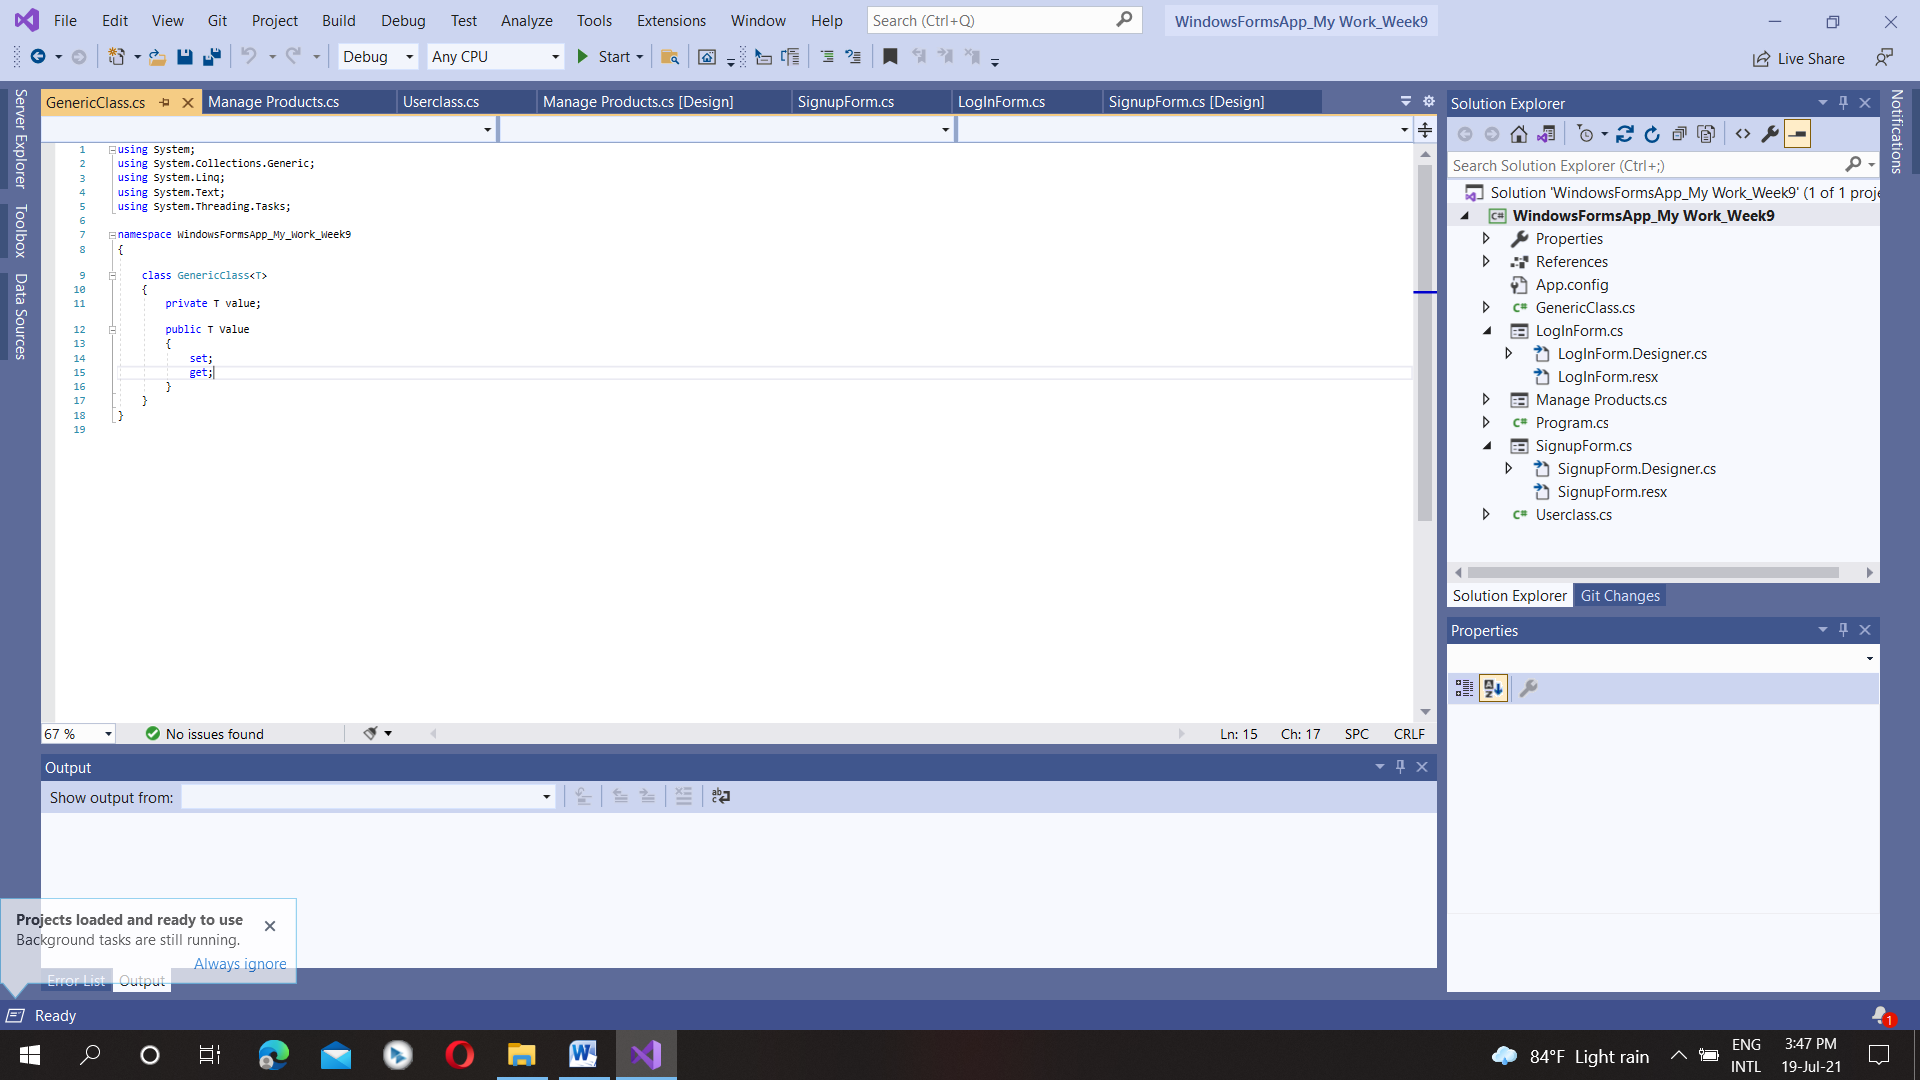 File Edit View Git Project Build Debug Test Analyze Tools Extensions Window Help Search (Ctrl+Q) WindowsFormsApp_My Work_Week9
Debug Any CPU Start Live Share
Server Explorer
Toolbox
Data Sources
GenericClass.cs Manage Products.cs Userclass.cs Manage Products.cs [Design] SignupForm.cs LogInForm.cs SignupForm.cs [Design]
1 using System;
2 using System.Collections.Generic;
3 using System.Linq;
4 using System.Text;
5 using System.Threading.Tasks;
6
7 namespace WindowsFormsApp_My_Work_Week9
8 {
9 class GenericClass<T>
10 {
11 private T value;
12 public T Value
13 {
14 set;
15 get;
16 }
17 }
18 }
19
67 % No issues found Ln: 15 Ch: 17 SPC CRLF
Output
Show output from:
Projects loaded and ready to use
Background tasks are still running.
Always ignore
Error List Output
Solution Explorer
Search Solution Explorer (Ctrl+;)
Solution 'WindowsFormsApp_My Work_Week9' (1 of 1 proje
C# WindowsFormsApp_My Work_Week9
Properties
References
App.config
C# GenericClass.cs
LogInForm.cs
LogInForm.Designer.cs
LogInForm.resx
Manage Products.cs
C# Program.cs
SignupForm.cs
SignupForm.Designer.cs
SignupForm.resx
C# Userclass.cs
Solution Explorer Git Changes
Properties
Notifications
Ready 1
84°F Light rain ENG INTL 3:47 PM 19-Jul-21